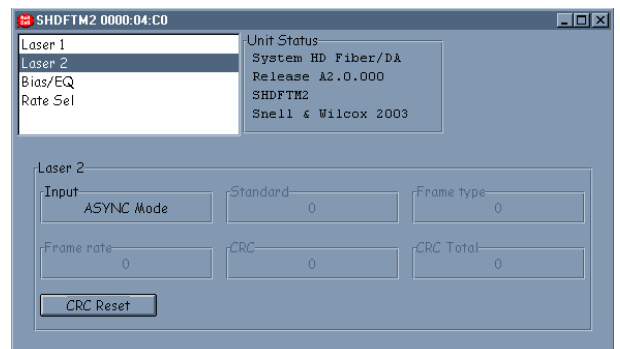 SHDFTM2 0000:04:C0
Laser 1
Laser 2
Bias/EQ
Rate Sel
Unit Status
System HD Fiber/DA
Release A2.0.000
SHDFTM2
Snell & Wilcox 2003
Laser 2
Input
ASYNC Mode
Standard
0
Frame type
0
Frame rate
0
CRC
0
CRC Total
0
CRC Reset